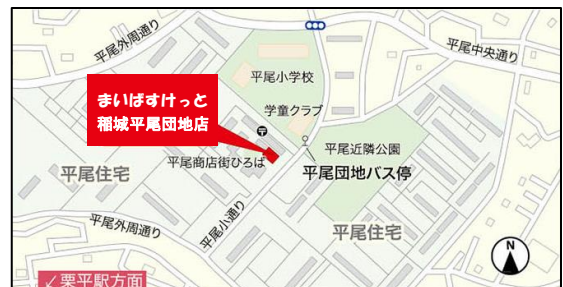 平尾外周通り
平尾中央通り
平尾小学校
まいばすけっと
稲城平尾団地店
学童クラブ
平尾近隣公園
平尾商店街ひろば
平尾団地バス停
平尾住宅
平尾外周通り
平尾小通り
平尾住宅
N
✓栗平駅方面